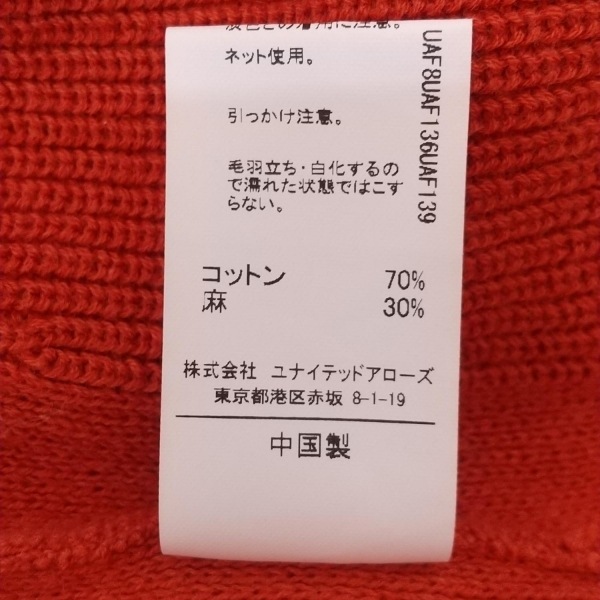 ネット使用。
引っかけ注意。
毛羽立ち・白化するの
で濡れた状態ではこす
らない。
コットン 70%
麻 30%
株式会社 ユナイテッドアローズ
東京都港区赤坂 8-1-19
中国製
UAF8UAF136UAF139